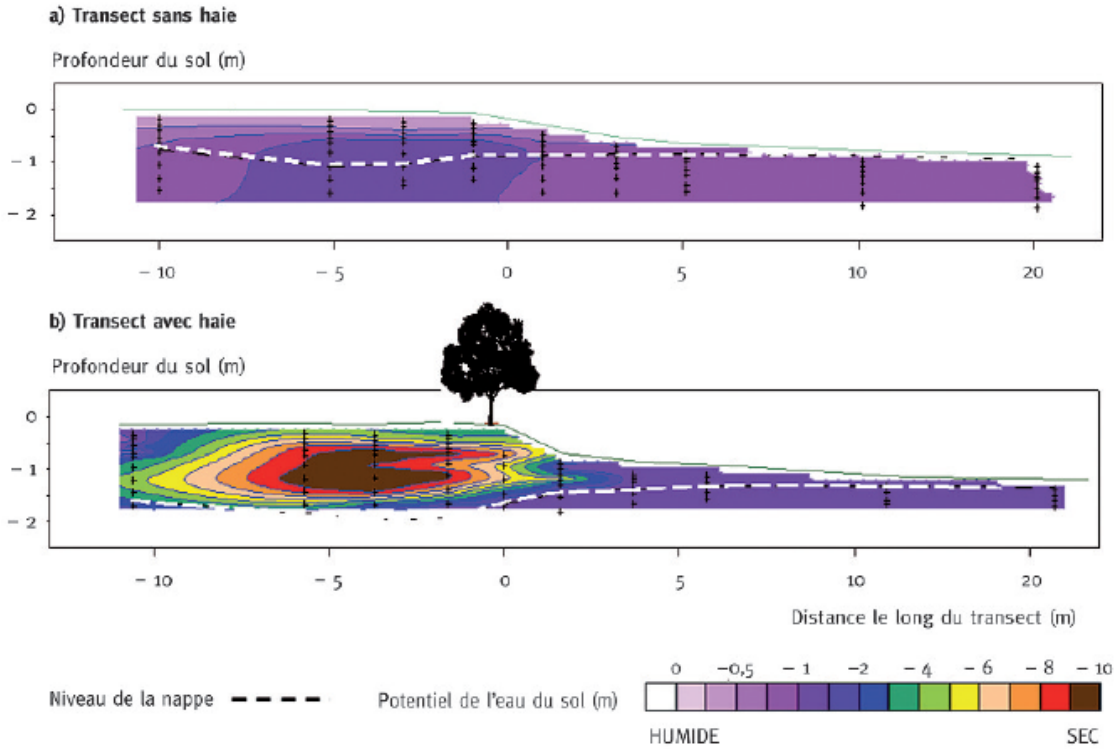 a) Transect sans haie
Profondeur du sol (m)
0
– 1
– 2
– 10 – 5 0 5 10 20
b) Transect avec haie
Profondeur du sol (m)
0
– 1
– 2
– 10 – 5 0 5 10 20
Distance le long du transect (m)
0 –0,5 – 1 –2 – 4 – 6 – 8 – 10
Niveau de la nappe Potentiel de l'eau du sol (m)
HUMIDE SEC